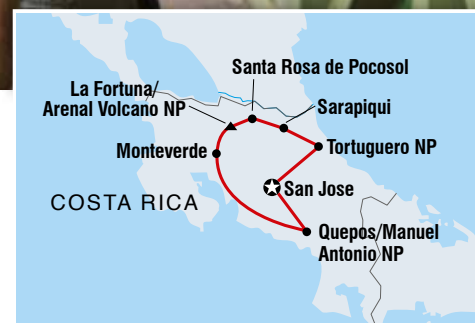 Santa Rosa de Pocosol
La Fortuna/
Arenal Volcano NP
Sarapiqui
Monteverde
Tortuguero NP
San Jose
COSTA RICA
Quepos/Manuel
Antonio NP